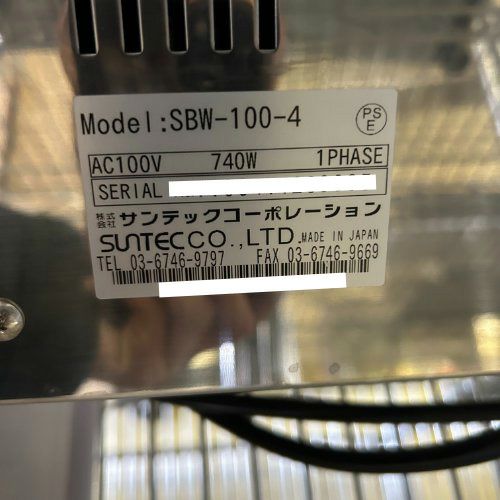 Model:SBW-100-4
PS
E
AC100V 740W 1PHASE
SERIAL
株式会社 サンテックコーポレーション
SUNTEC CO.,LTD. MADE IN JAPAN
TEL 03-6746-9797 FAX 03-6746-9669